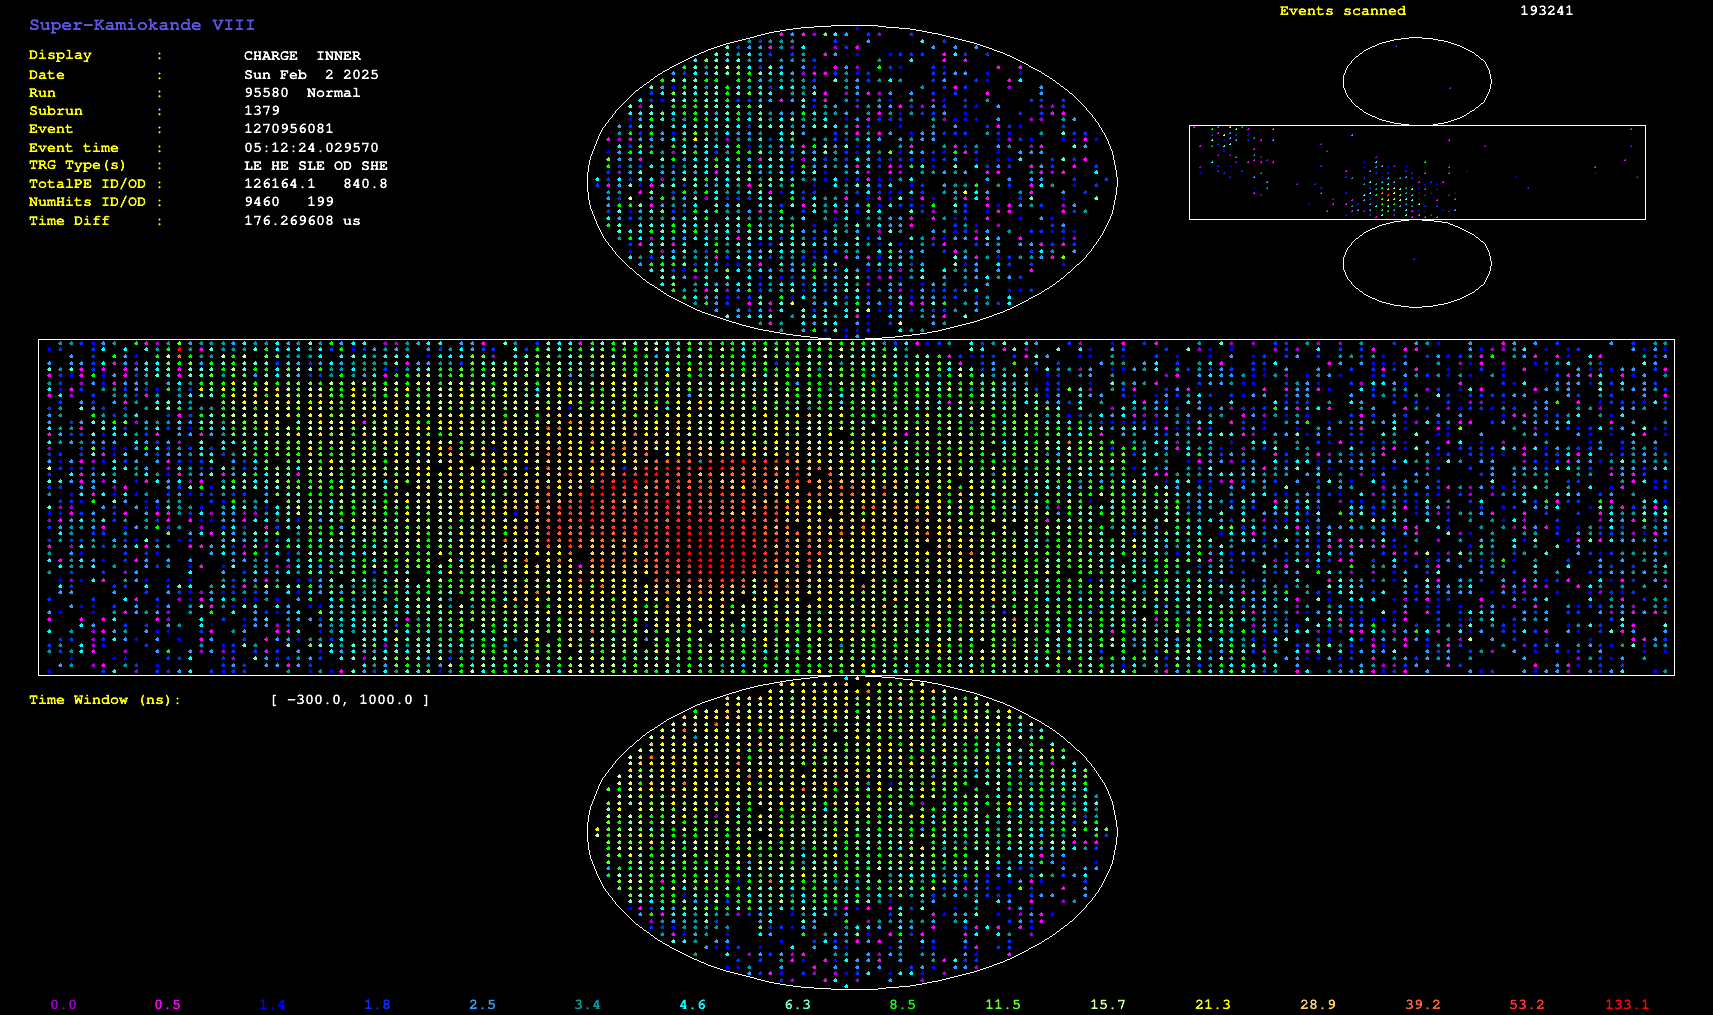 Super-Kamiokande VIII
Events scanned 193241
Display : CHARGE INNER
Date : Sun Feb 2 2025
Run : 95580 Normal
Subrun : 1379
Event : 1270956081
Event time : 05:12:24.029570
TRG Type(s) : LE HE SLE OD SHE
TotalPE ID/OD : 126164.1 840.8
NumHits ID/OD : 9460 199
Time Diff : 176.269608 us
Time Window (ns): [ -300.0, 1000.0 ]
0.0 0.5 1.4 1.8 2.5 3.4 4.6 6.3 8.5 11.5 15.7 21.3 28.9 39.2 53.2 133.1